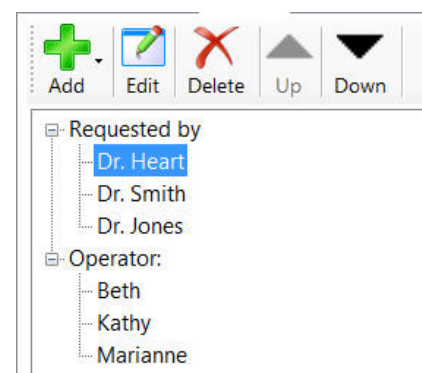 Add Edit Delete Up Down
Requested by
Dr. Heart
Dr. Smith
Dr. Jones
Operator:
Beth
Kathy
Marianne